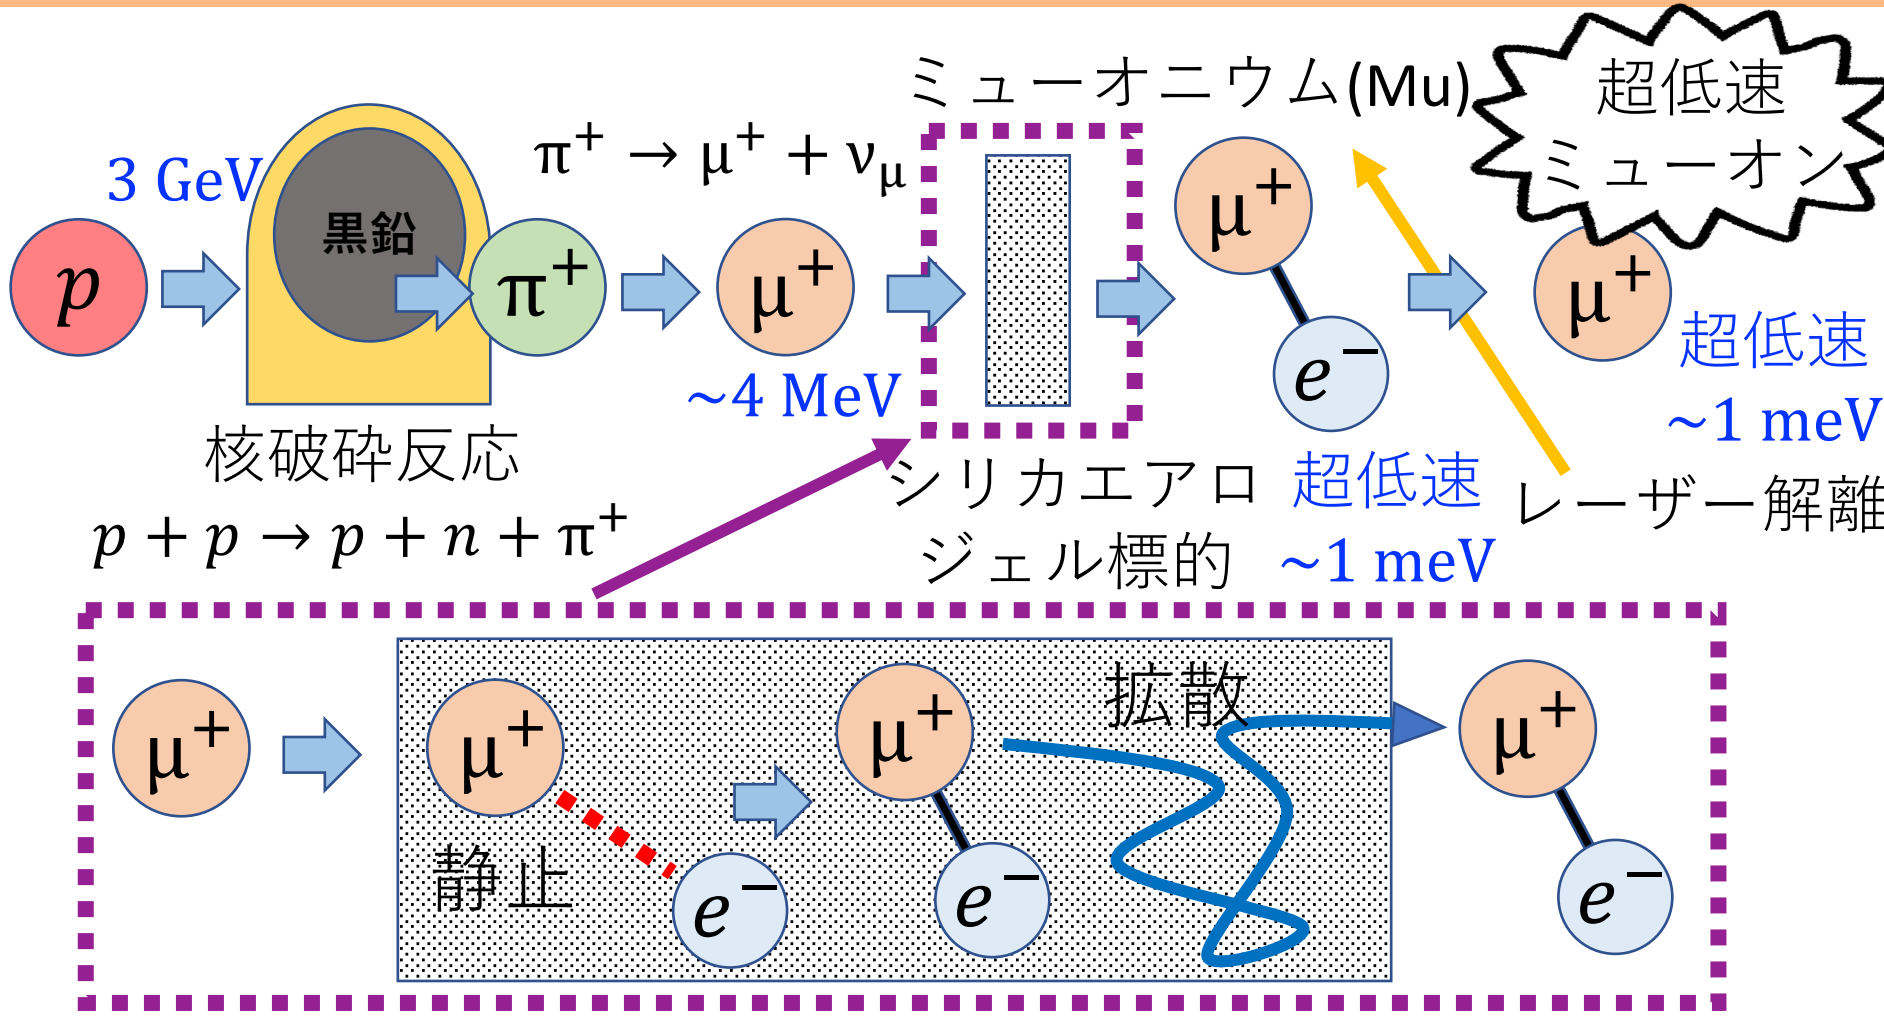 ミューオニウム(Mu)
超低速
ミューオン
3 GeV
π⁺ → μ⁺ + ν_μ
p
黒鉛
π⁺
μ⁺
μ⁺
e⁻
μ⁺
~4 MeV
超低速
~1 meV
核破砕反応
p + p → p + n + π⁺
シリカエアロ
ジェル標的
超低速
~1 meV
レーザー解離
μ⁺
μ⁺
静止
e⁻
μ⁺
e⁻
拡散
μ⁺
e⁻